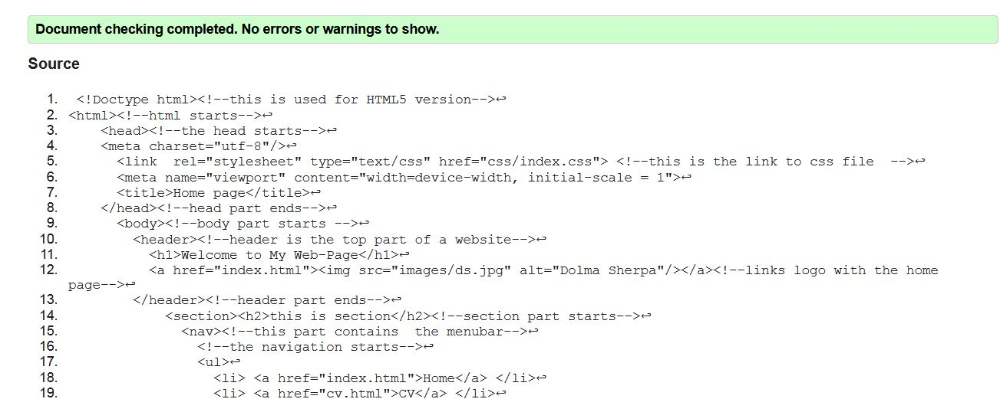 Document checking completed. No errors or warnings to show.
Source
1. <!Doctype html><!--this is used for HTML5 version-->↩
2. <html><!--html starts-->↩
3. <head><!--the head starts-->↩
4. <meta charset="utf-8"/>↩
5. <link  rel="stylesheet" type="text/css" href="css/index.css"> <!--this is the link to css file  -->↩
6. <meta name="viewport" content="width=device-width, initial-scale = 1">↩
7. <title>Home page</title>↩
8. </head><!--head part ends-->↩
9. <body><!--body part starts -->↩
10. <header><!--header is the top part of a website-->↩
11. <h1>Welcome to My Web-Page</h1>↩
12. <a href="index.html"><img src="images/ds.jpg" alt="Dolma Sherpa"/></a><!--links logo with the home
page-->↩
13. </header><!--header part ends-->↩
14. <section><h2>this is section</h2><!--section part starts-->↩
15. <nav><!--this part contains  the menubar-->↩
16. <!--the navigation starts-->↩
17. <ul>↩
18. <li> <a href="index.html">Home</a> </li>↩
19. <li> <a href="cv.html">CV</a> </li>↩